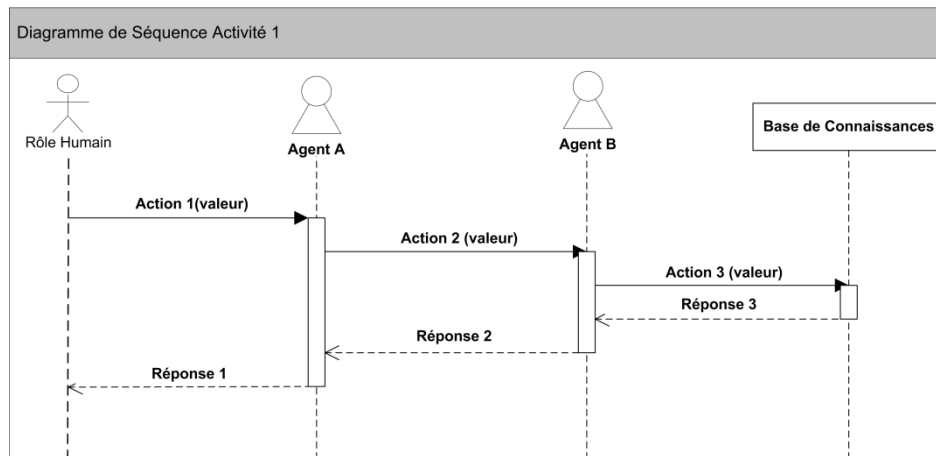 Diagramme de Séquence Activité 1
Rôle Humain
Agent A
Agent B
Base de Connaissances
Action 1(valeur)
Action 2 (valeur)
Action 3 (valeur)
Réponse 3
Réponse 2
Réponse 1